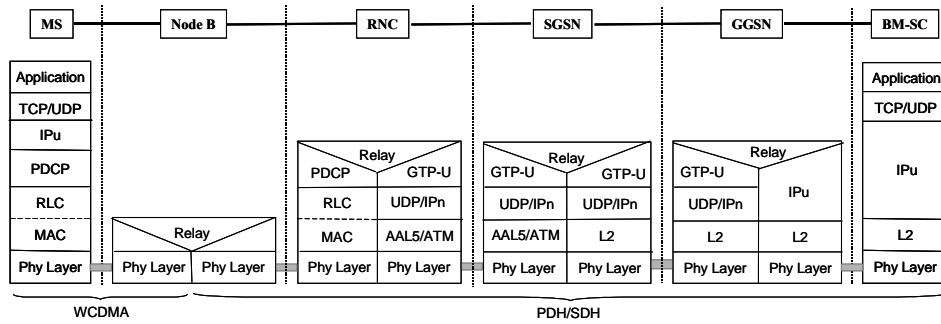 MS Node B RNC SGSN GGSN BM-SC
Application Application
TCP/UDP TCP/UDP
IPu
Relay Relay Relay
PDCP PDCP GTP-U GTP-U GTP-U GTP-U IPu
RLC RLC UDP/IPn UDP/IPn UDP/IPn UDP/IPn IPu
Relay
MAC MAC AAL5/ATM AAL5/ATM L2 L2 L2 L2
Phy Layer Phy Layer Phy Layer Phy Layer Phy Layer Phy Layer Phy Layer Phy Layer Phy Layer Phy Layer
WCDMA PDH/SDH